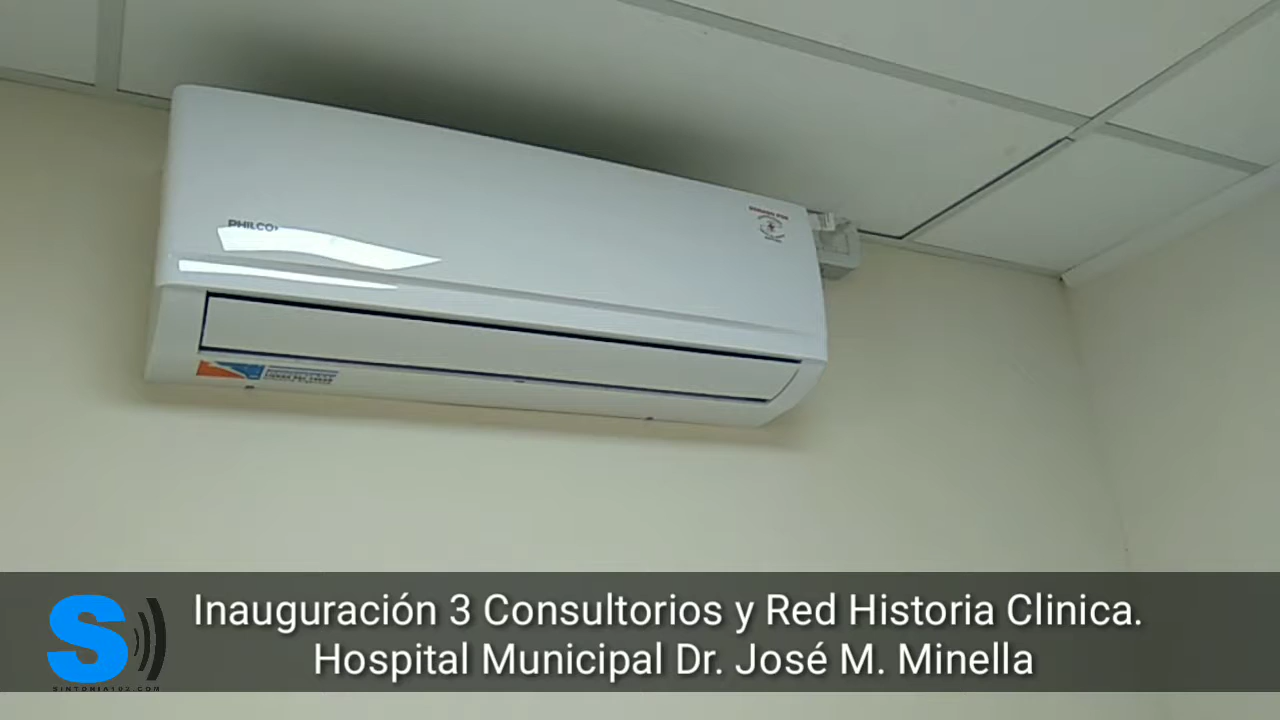 PHILCO
Inauguración 3 Consultorios y Red Historia Clinica.
Hospital Municipal Dr. José M. Minella
S
SINTONIA102.COM